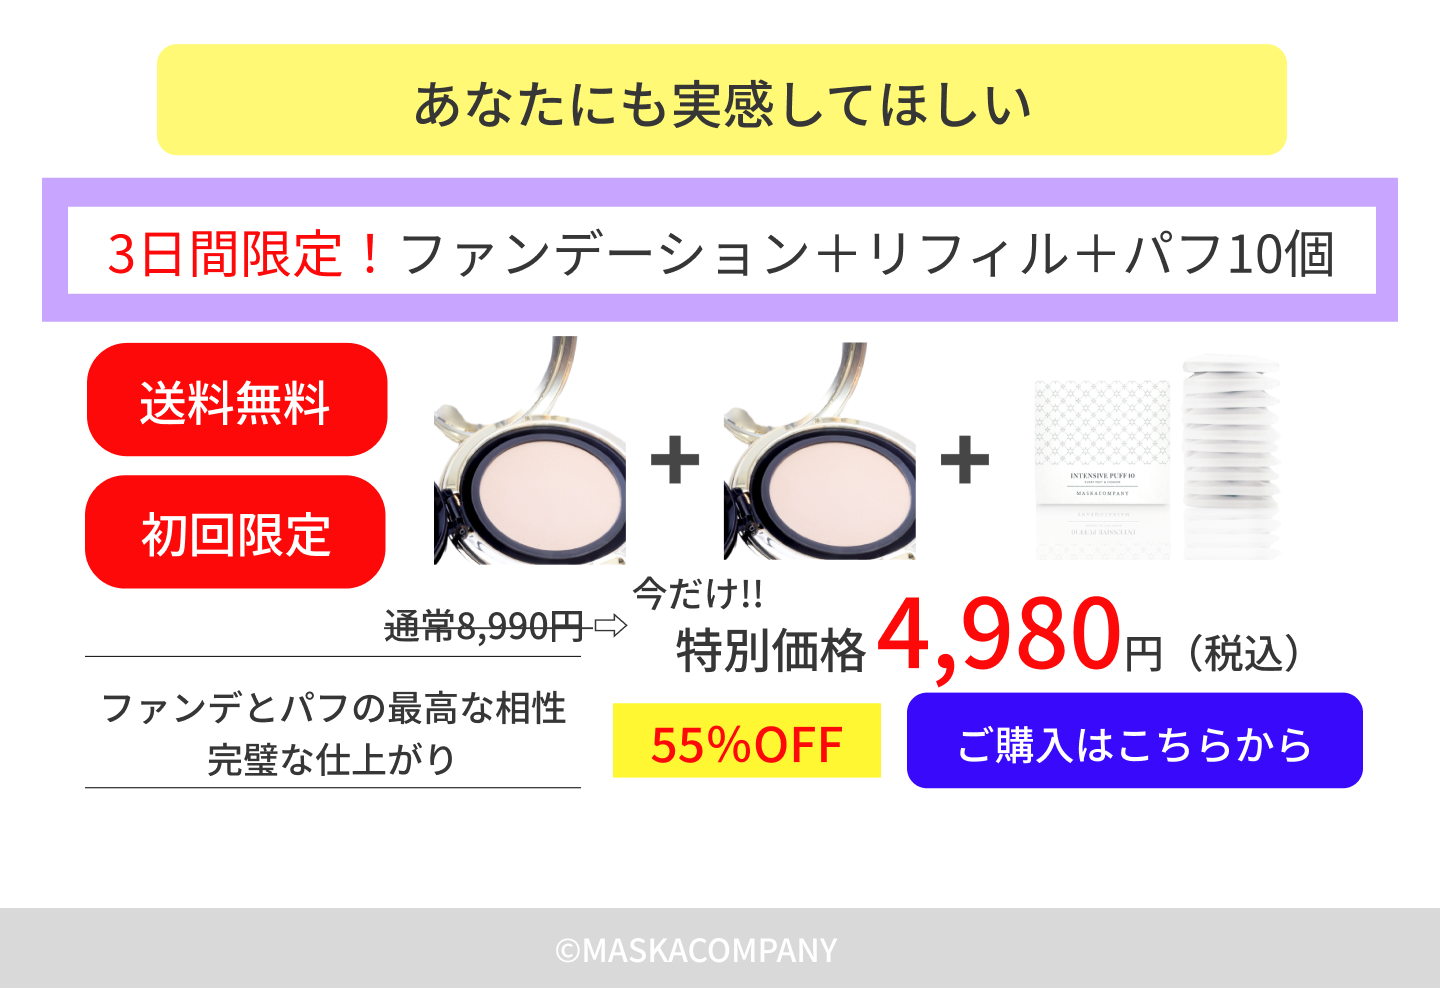 あなたにも実感してほしい
3日間限定！ファンデーション＋リフィル＋パフ10個
送料無料
初回限定
INTENSIVE PUFF 10
MASKACOMPANY
今だけ!!
通常8,990円⇨
特別価格4,980円（税込）
ファンデとパフの最高な相性
完璧な仕上がり
55％OFF
ご購入はこちらから
©MASKACOMPANY